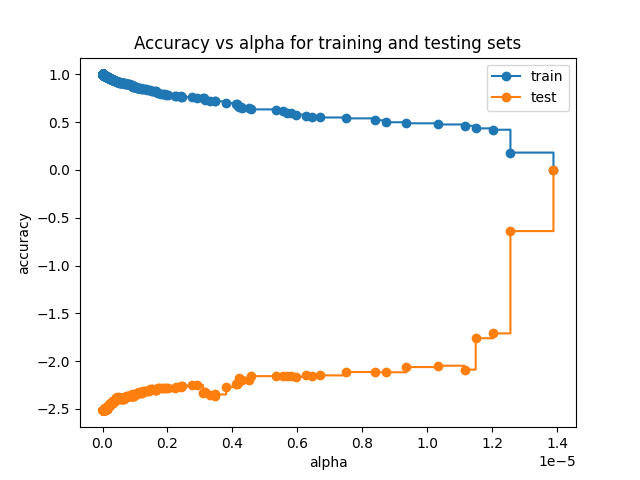 Accuracy vs alpha for training and testing sets
train
test
accuracy
1.0
0.5
0.0
−0.5
−1.0
−1.5
−2.0
−2.5
0.0 0.2 0.4 0.6 0.8 1.0 1.2 1.4
1e−5
alpha